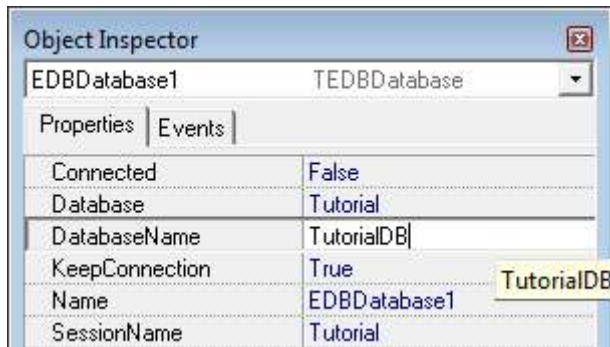 Object Inspector
EDBDatabase1 TEDBDatabase
Properties Events
Connected False
Database Tutorial
DatabaseName TutorialDB
KeepConnection True
TutorialDB
Name EDBDatabase1
SessionName Tutorial